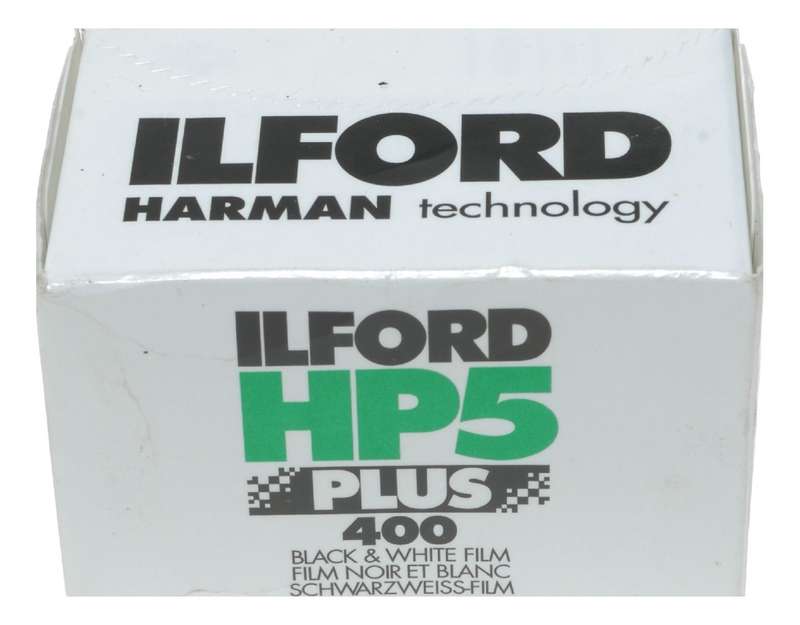 ILFORD
HARMAN technology
ILFORD
HP5
PLUS
400
BLACK & WHITE FILM
FILM NOIR ET BLANC
SCHWARZWEISS-FILM